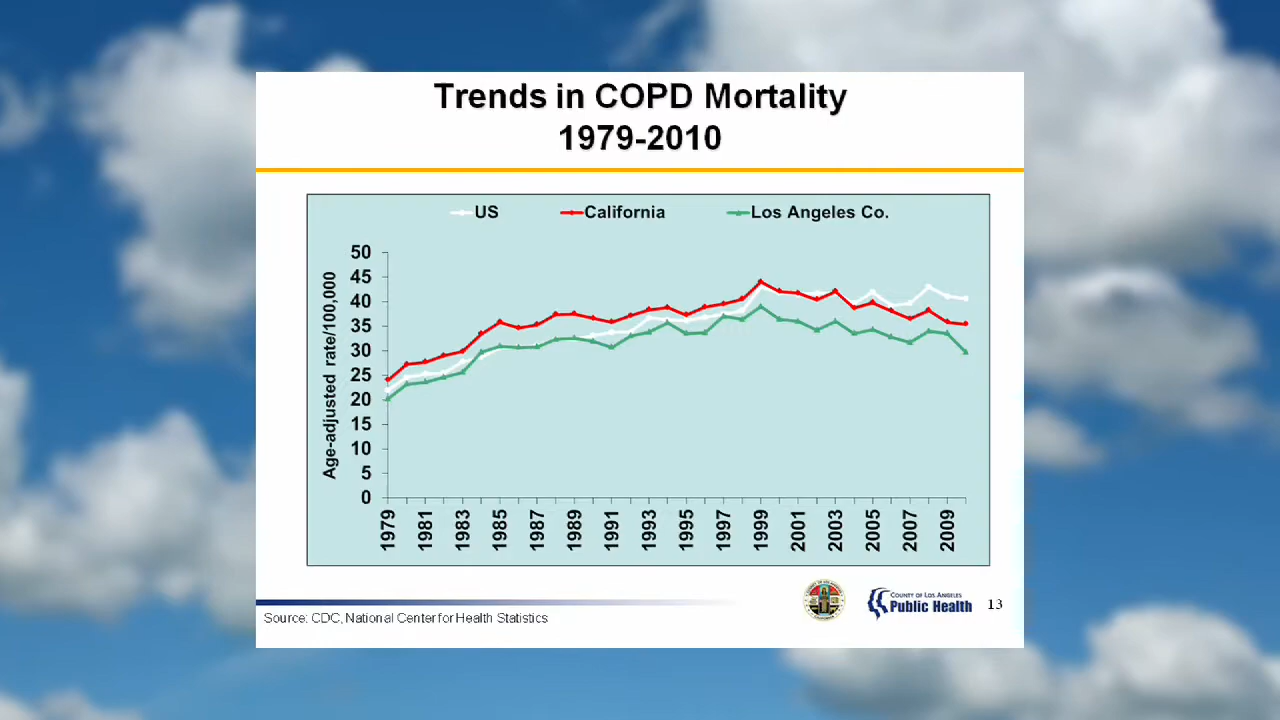 Trends in COPD Mortality
1979-2010
US California Los Angeles Co.
Age-adjusted rate/100,000
50
45
40
35
30
25
20
15
10
5
0
1979 1981 1983 1985 1987 1989 1991 1993 1995 1997 1999 2001 2003 2005 2007 2009
COUNTY OF LOS ANGELES
Public Health
13
Source: CDC, National Center for Health Statistics